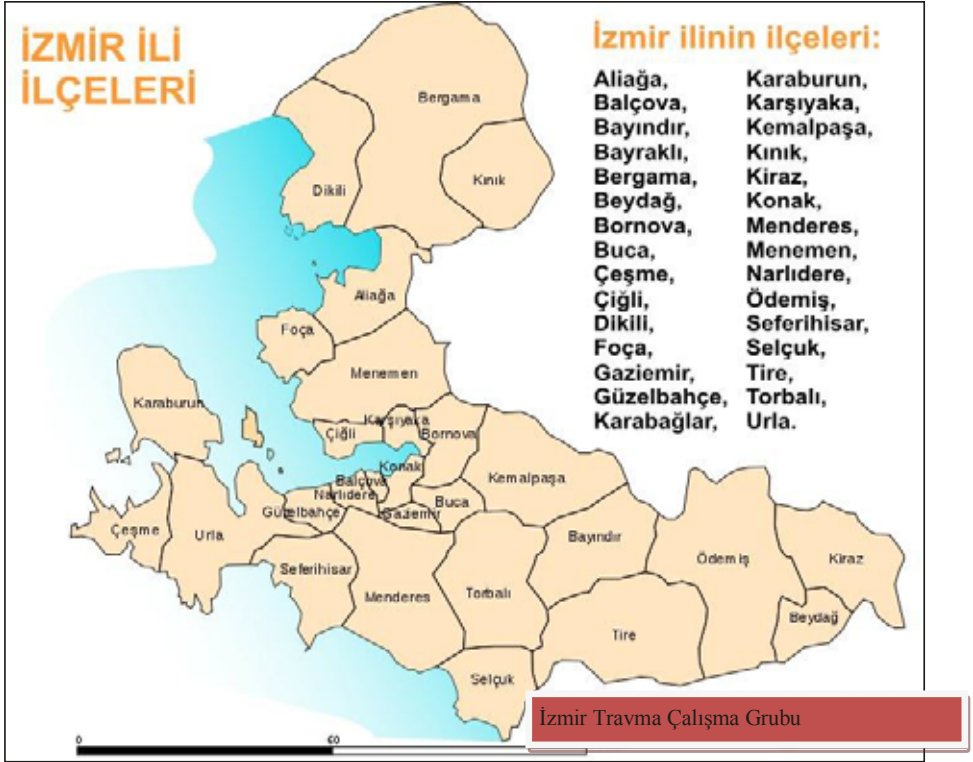 İZMİR İLİ
İLÇELERİ
İzmir ilinin ilçeleri:
Aliağa,
Balçova,
Bayındır,
Bayraklı,
Bergama,
Beydağ,
Bornova,
Buca,
Çeşme,
Çiğli,
Dikili,
Foça,
Gaziemir,
Güzelbahçe,
Karabağlar,
Karaburun,
Karşıyaka,
Kemalpaşa,
Kınık,
Kiraz,
Konak,
Menderes,
Menemen,
Narlıdere,
Ödemiş,
Seferihisar,
Selçuk,
Tire,
Torbalı,
Urla.
Bergama
Kınık
Dikili
Aliağa
Foça
Menemen
Karaburun
Karşıyaka
Çiğli
Bornova
Konak
Kemalpaşa
Balçova
Narlıdere
Buca
Güzelbahçe
Gaziemir
Çeşme
Urla
Bayındır
Ödemiş
Kiraz
Seferihisar
Menderes
Torbalı
Beydağ
Tire
Selçuk
İzmir Travma Çalışma Grubu
0
60